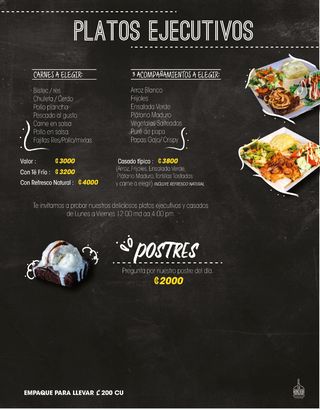 PLATOS EJECUTIVOS
CARNES A ELEGIR:
Bistec / res
Chuleta / Cerdo
Pollo plancha
Pescado al gusto
Carne en salsa
Pollo en salsa
Fajitas Res/Pollo/mixtas
3 ACOMPAÑAMIENTOS A ELEGIR:
Arroz Blanco
Frijoles
Ensalada Verde
Plátano Maduro
Vegetales Salteados
Puré de papa
Papas Gajo/Crispy
Valor : ₡3000
Con Té Frío : ₡3200
Con Refresco Natural : ₡4000
Casado típico : ₡3800
(Arroz, Frijoles, Ensalada Verde,
Plátano Maduro, Tortillas Tostadas
y carne a elegir) INCLUYE REFRESCO NATURAL
Te invitamos a probar nuestros deliciosos platos ejecutivos y casados
de Lunes a Viernes 12:00 md a 4:00 pm
POSTRES
Pregunta por nuestro postre del día.
₡2000
EMPAQUE PARA LLEVAR ₡ 200 CU